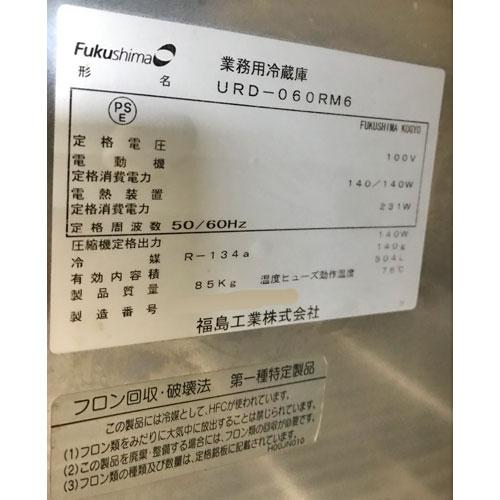 Fukushima 業務用冷蔵庫
形 名 URD-060RM6
PS
E
FUKUSHIMA KOGYO
定格電圧 100V
電動機
定格消費電力 140/140W
電熱装置
定格消費電力 231W
定格周波数 50/60Hz
圧縮機定格出力 140W
冷 媒 R-134a 140g
有効内容積 504L
製品質量 85Kg 温度ヒューズ動作温度 76℃
製造番号
福島工業株式会社
フロン回収・破壊法 第一種特定製品
この製品には冷媒として、HFCが使われています。
(1)フロン類をみだりに大気中に放出することは禁じられています。
(2)この製品を廃棄・整備する場合には、フロン類の回収が必要です。
(3)フロン類の種類及び数量は、定格銘板に記載されています。
H00JNG10